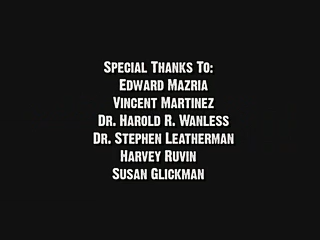 Special Thanks To:
Edward Mazria
Vincent Martinez
Dr. Harold R. Wanless
Dr. Stephen Leatherman
Harvey Ruvin
Susan Glickman